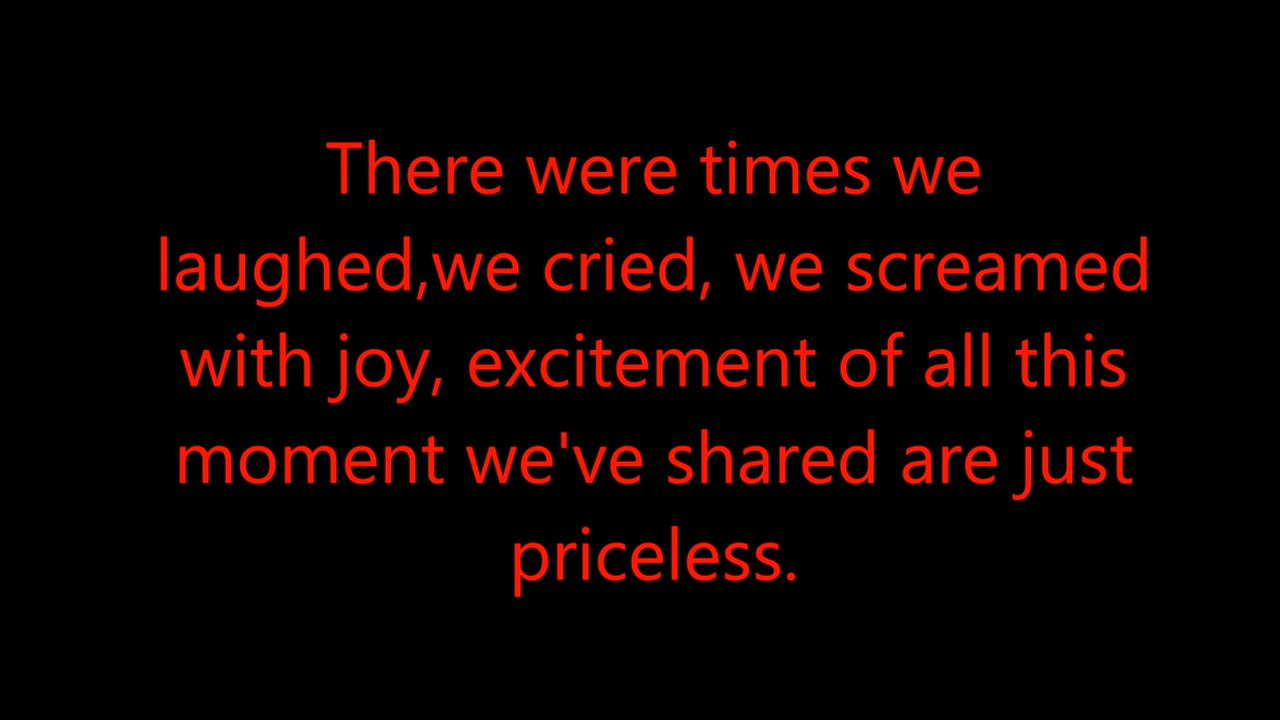 There were times we
laughed,we cried, we screamed
with joy, excitement of all this
moment we've shared are just
priceless.